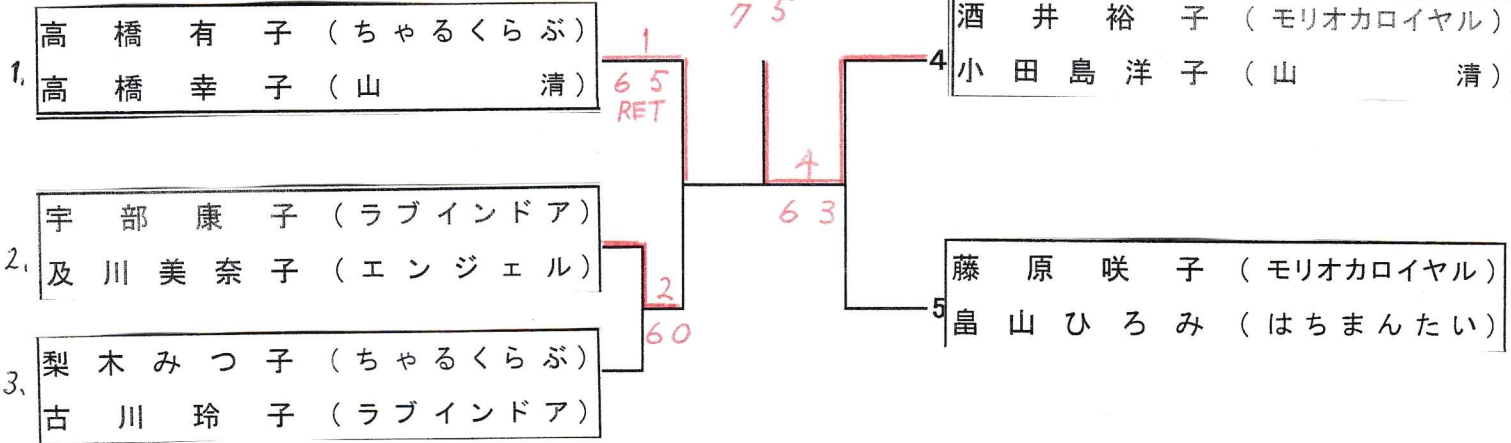 7 5
1.
高橋有子（ちゃるくらぶ）
高橋幸子（山清）
1
6 5
RET
2.
宇部康子（ラブインドア）
及川美奈子（エンジェル）
2
60
3.
梨木みつ子（ちゃるくらぶ）
古川玲子（ラブインドア）
4
6 3
4
酒井裕子（モリオカロイヤル）
小田島洋子（山清）
5
藤原咲子（モリオカロイヤル）
畠山ひろみ（はちまんたい）